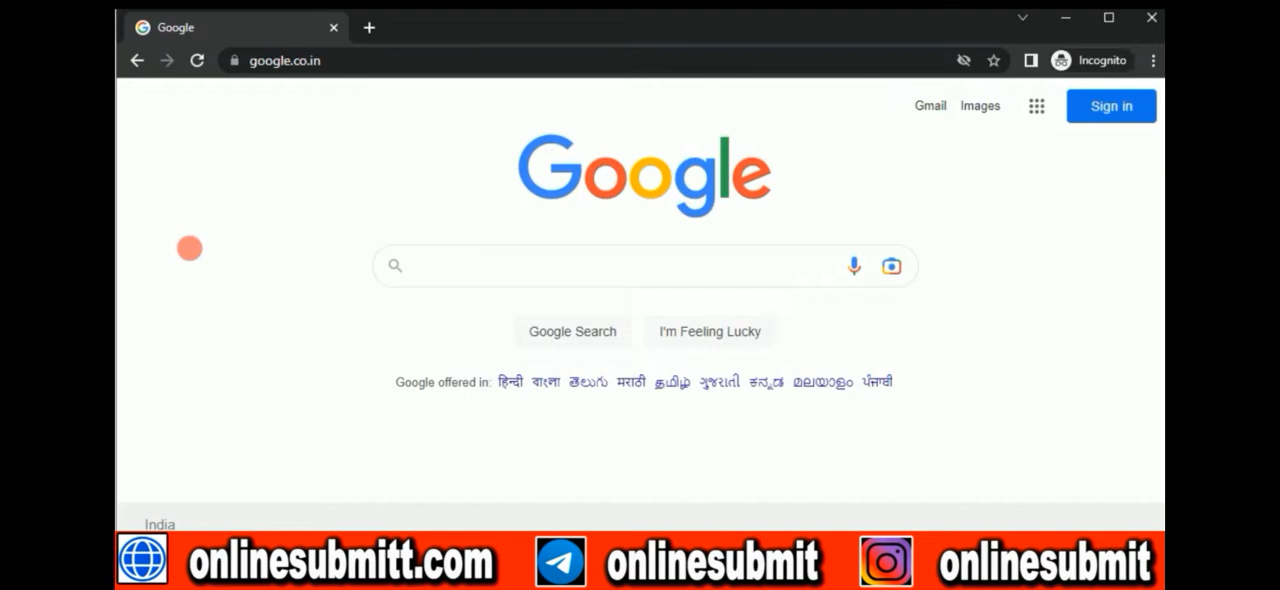 Google
google.co.in
Incognito
Gmail Images Sign in
Google
Google Search I'm Feeling Lucky
Google offered in: हिन्दी বাংলা తెలుగు मराठी தமிழ் ગુજરાતી ಕನ್ನಡ മലയാളം ਪੰਜਾਬੀ
India
onlinesubmitt.com onlinesubmit onlinesubmit